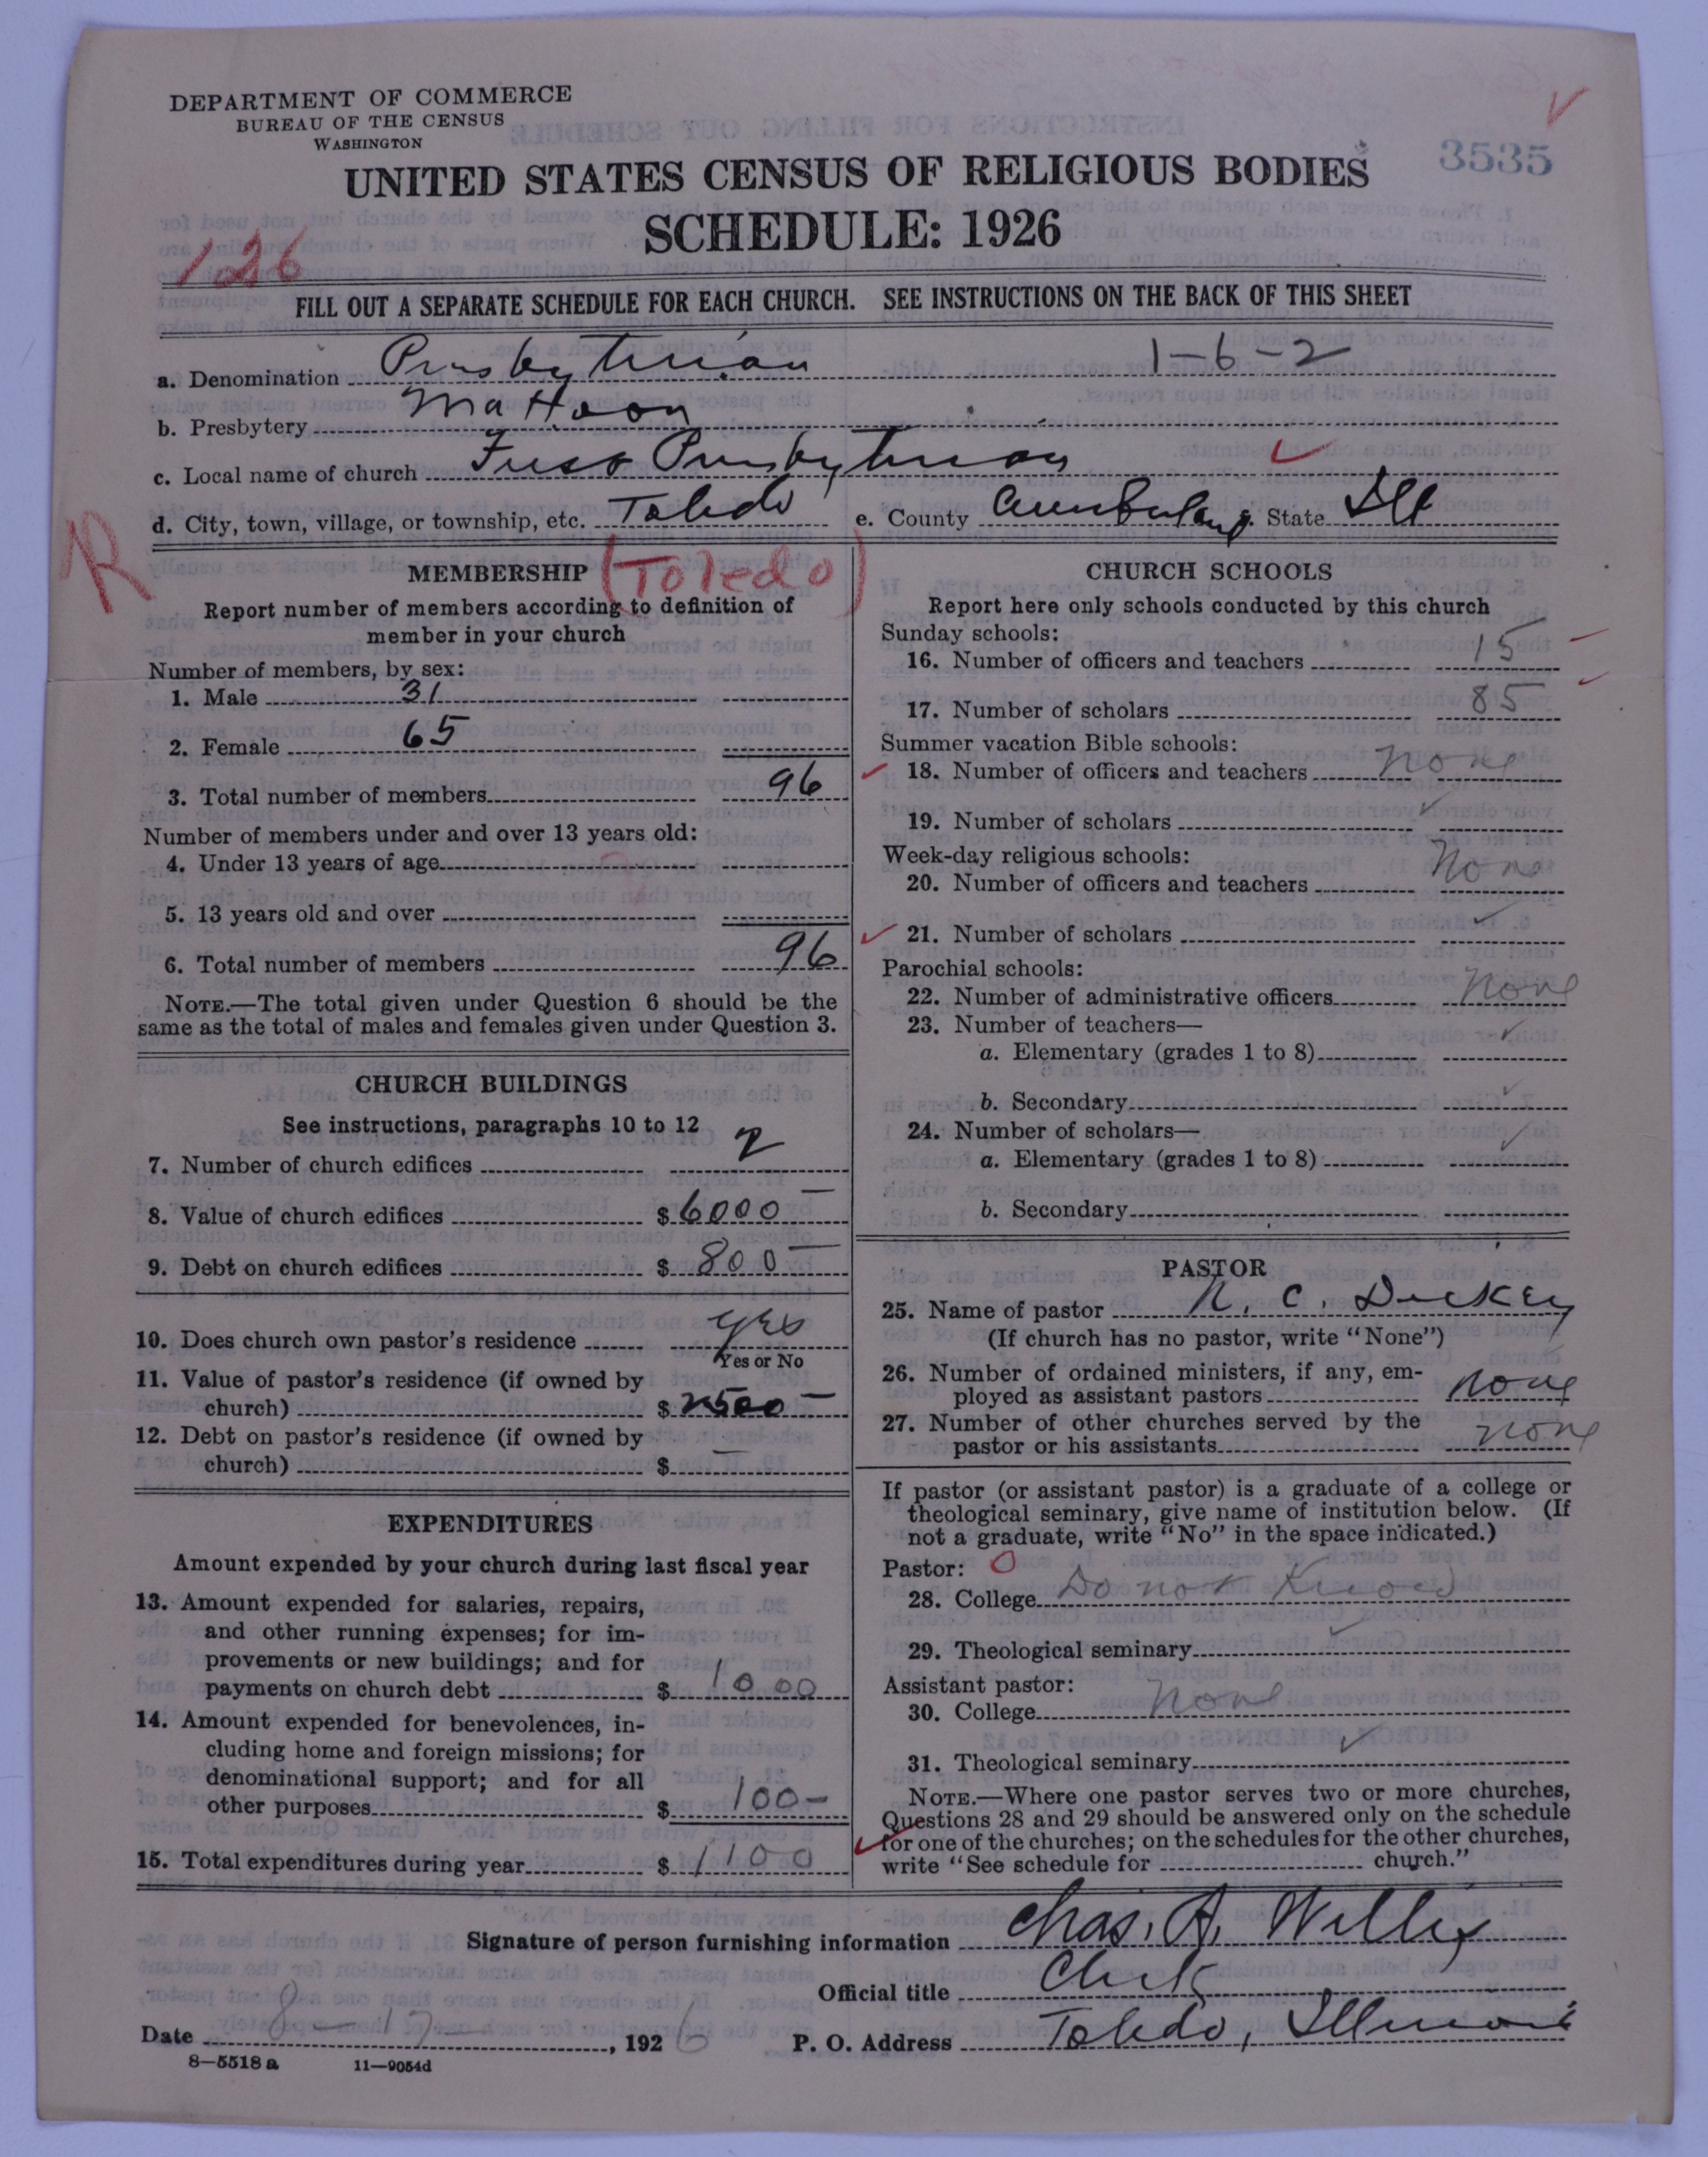 DEPARTMENT OF COMMERCE
BUREAU OF THE CENSUS
WASHINGTON
3535
UNITED STATES CENSUS OF RELIGIOUS BODIES
SCHEDULE: 1926
126
FILL OUT A SEPARATE SCHEDULE FOR EACH CHURCH. SEE INSTRUCTIONS ON THE BACK OF THIS SHEET
a. Denomination Presbyterian 1-6-2
b. Presbytery Mattoon
c. Local name of church First Presbyterian
d. City, town, village, or township, etc. Toledo e. County Cumberland State Ill
R
MEMBERSHIP (Toledo)
Report number of members according to definition of
member in your church
Number of members, by sex:
1. Male 31
2. Female 65
3. Total number of members 96
Number of members under and over 13 years old:
4. Under 13 years of age
5. 13 years old and over
6. Total number of members 96
NOTE.—The total given under Question 6 should be the
same as the total of males and females given under Question 3.
CHURCH BUILDINGS
See instructions, paragraphs 10 to 12
7. Number of church edifices 2
8. Value of church edifices $ 6000—
9. Debt on church edifices $ 800—
10. Does church own pastor's residence yes
Yes or No
11. Value of pastor's residence (if owned by
church) $ 2500—
12. Debt on pastor's residence (if owned by
church) $ —
EXPENDITURES
Amount expended by your church during last fiscal year
13. Amount expended for salaries, repairs,
and other running expenses; for im-
provements or new buildings; and for
payments on church debt $ 1000
14. Amount expended for benevolences, in-
cluding home and foreign missions; for
denominational support; and for all
other purposes $ 100-
15. Total expenditures during year $ 1100
CHURCH SCHOOLS
Report here only schools conducted by this church
Sunday schools:
16. Number of officers and teachers 15
17. Number of scholars 85
Summer vacation Bible schools:
18. Number of officers and teachers None
19. Number of scholars
Week-day religious schools:
20. Number of officers and teachers None
21. Number of scholars
Parochial schools:
22. Number of administrative officers None
23. Number of teachers—
a. Elementary (grades 1 to 8)
b. Secondary
24. Number of scholars—
a. Elementary (grades 1 to 8)
b. Secondary
PASTOR
25. Name of pastor N. C. Dickey
(If church has no pastor, write "None")
26. Number of ordained ministers, if any, em-
ployed as assistant pastors None
27. Number of other churches served by the
pastor or his assistants None
If pastor (or assistant pastor) is a graduate of a college or
theological seminary, give name of institution below. (If
not a graduate, write "No" in the space indicated.)
Pastor: O
28. College Do not Know
29. Theological seminary
Assistant pastor:
30. College None
31. Theological seminary
NOTE.—Where one pastor serves two or more churches,
Questions 28 and 29 should be answered only on the schedule
for one of the churches; on the schedules for the other churches,
write "See schedule for church."
Signature of person furnishing information Chas. A. Willis
Official title Clerk
Date 8-17-, 1926 P. O. Address Toledo, Illinois
8—5518 a 11—9054d